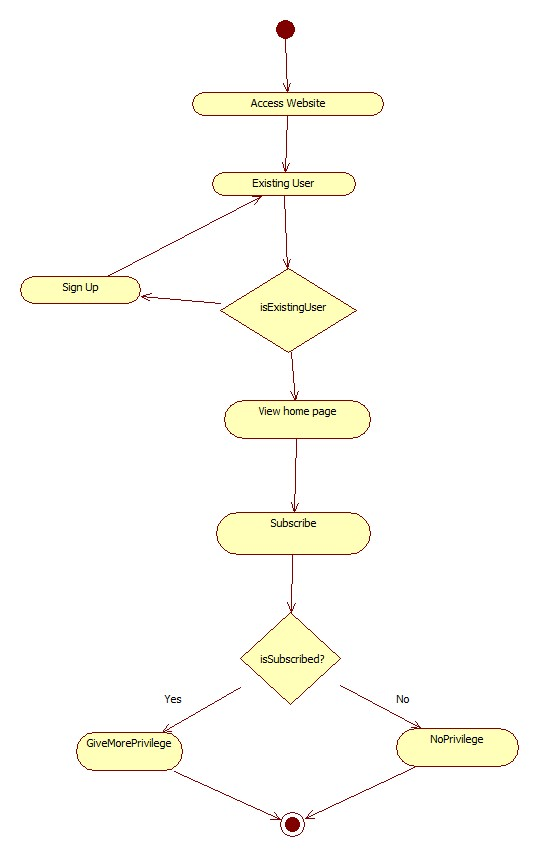 Access Website
Existing User
Sign Up
isExistingUser
View home page
Subscribe
isSubscribed?
Yes
No
GiveMorePrivilege
NoPrivilege